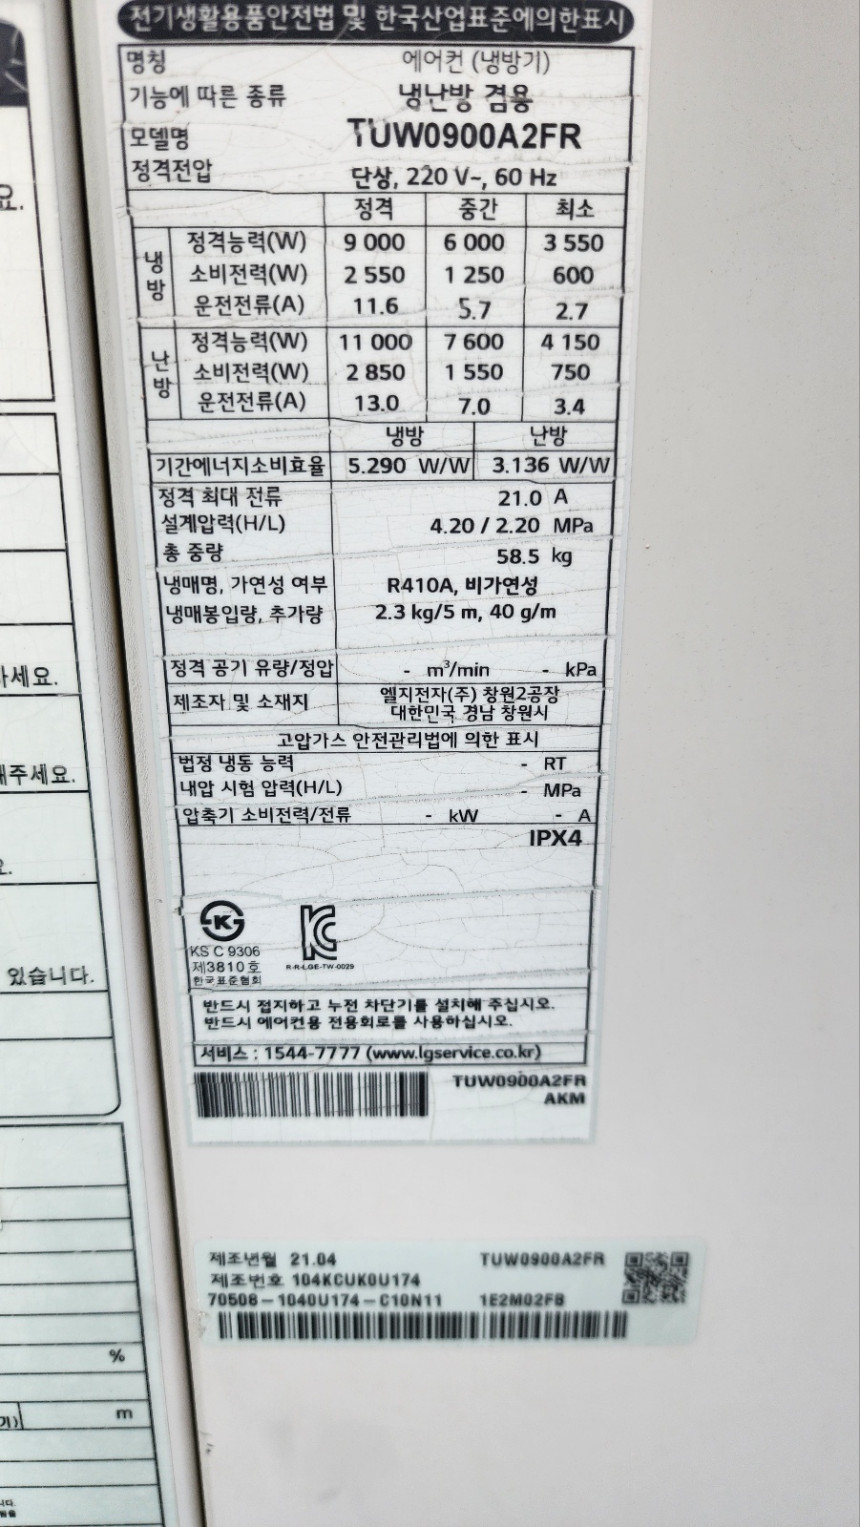 전기생활용품안전법 및 한국산업표준에의한표시
명칭 에어컨 (냉방기)
기능에 따른 종류 냉난방 겸용
모델명 TUW0900A2FR
정격전압 단상, 220 V~, 60 Hz
정격 중간 최소
냉방
정격능력(W) 9 000 6 000 3 550
소비전력(W) 2 550 1 250 600
운전전류(A) 11.6 5.7 2.7
난방
정격능력(W) 11 000 7 600 4 150
소비전력(W) 2 850 1 550 750
운전전류(A) 13.0 7.0 3.4
냉방 난방
기간에너지소비효율 5.290 W/W 3.136 W/W
정격 최대 전류 21.0 A
설계압력(H/L) 4.20 / 2.20 MPa
총 중량 58.5 kg
냉매명, 가연성 여부 R410A, 비가연성
냉매봉입량, 추가량 2.3 kg/5 m, 40 g/m
정격 공기 유량/정압 - m³/min - kPa
제조자 및 소재지 엘지전자(주) 창원2공장
대한민국 경남 창원시
고압가스 안전관리법에 의한 표시
법정 냉동 능력 - RT
내압 시험 압력(H/L) - MPa
압축기 소비전력/전류 - kW - A
IPX4
KS C 9306
제3810호
한국표준협회
R-R-LGE-TW-0029
반드시 접지하고 누전 차단기를 설치해 주십시오.
반드시 에어컨용 전용회로를 사용하십시오.
서비스 : 1544-7777 (www.lgservice.co.kr)
TUW0900A2FR
AKM
제조년월 21.04 TUW0900A2FR
제조번호 104KCUK0U174
70508-1040U174-C10N11 1E2M02F8
요.
세요.
해주세요.
있습니다.
%
m